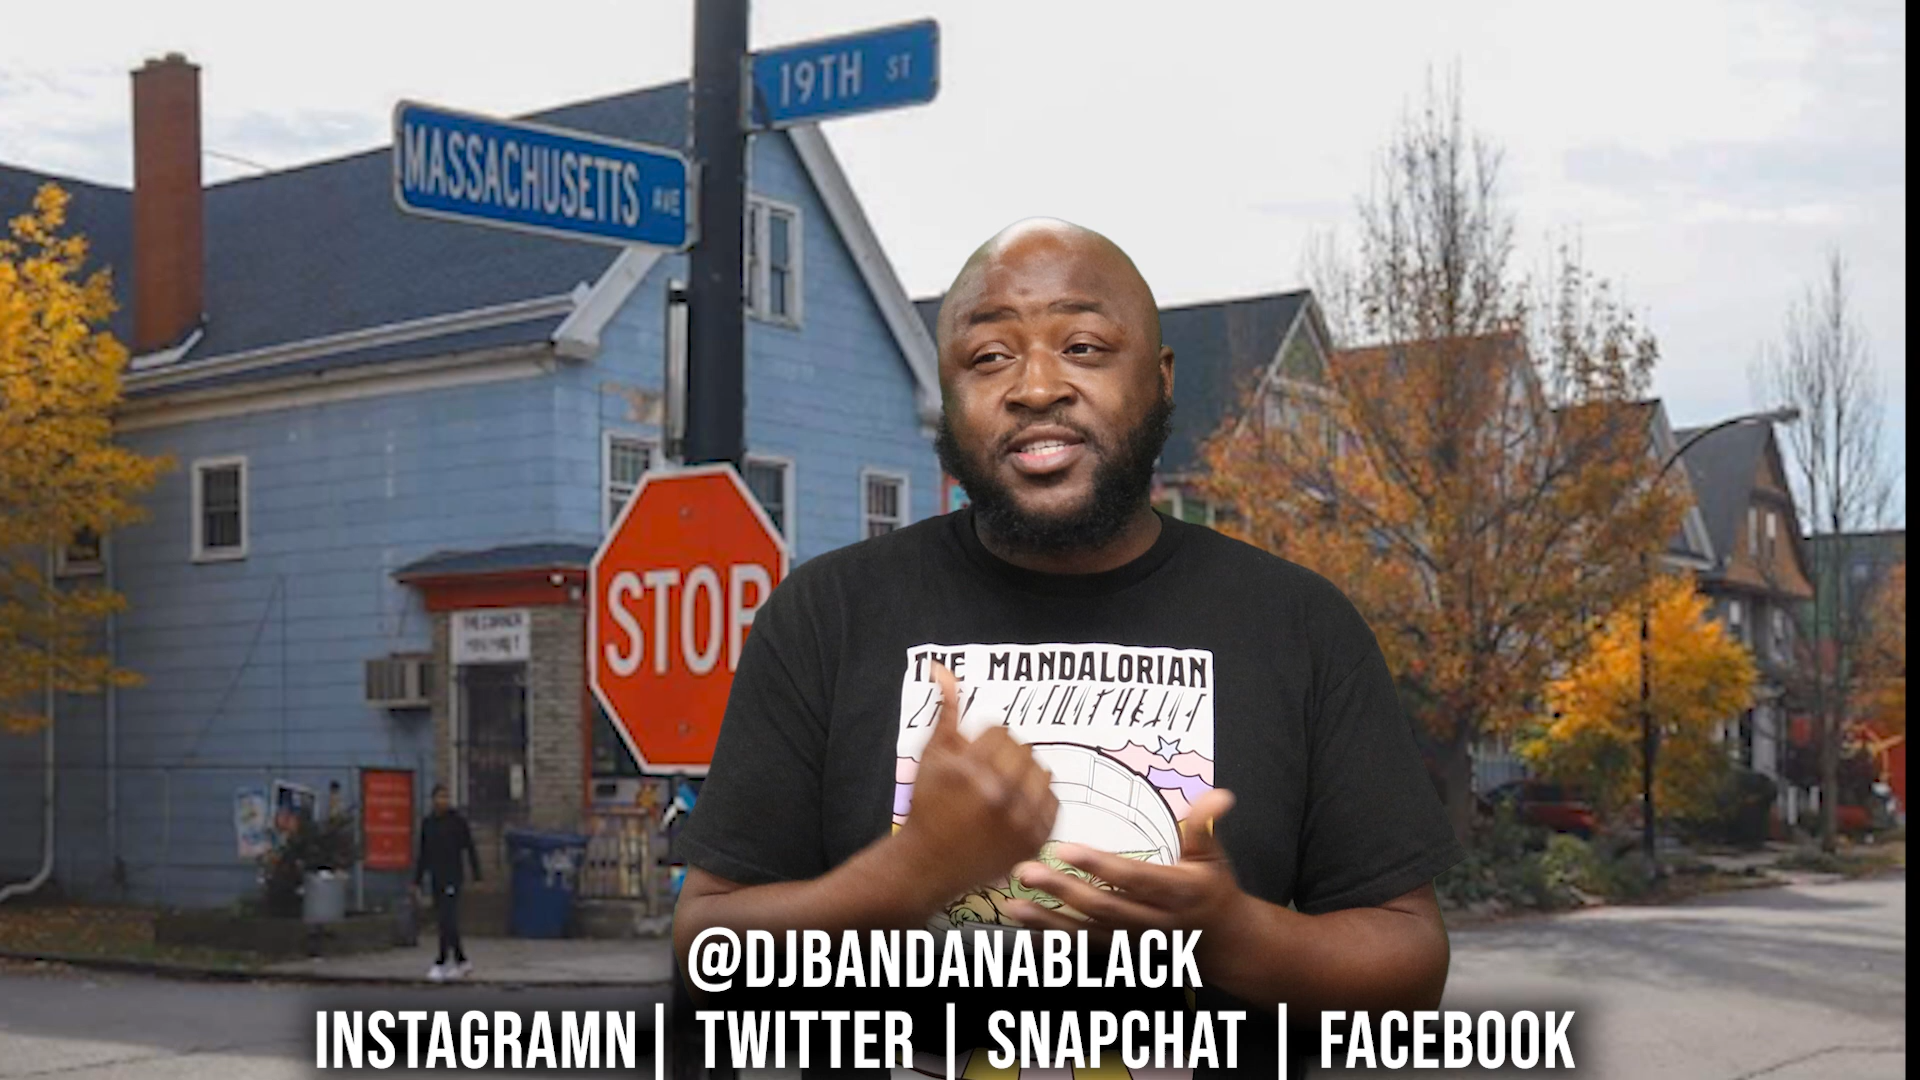 19TH ST
MASSACHUSETTS AVE
STOP
THE MANDALORIAN
@DJBANDANABLACK
INSTAGRAMN| TWITTER | SNAPCHAT | FACEBOOK